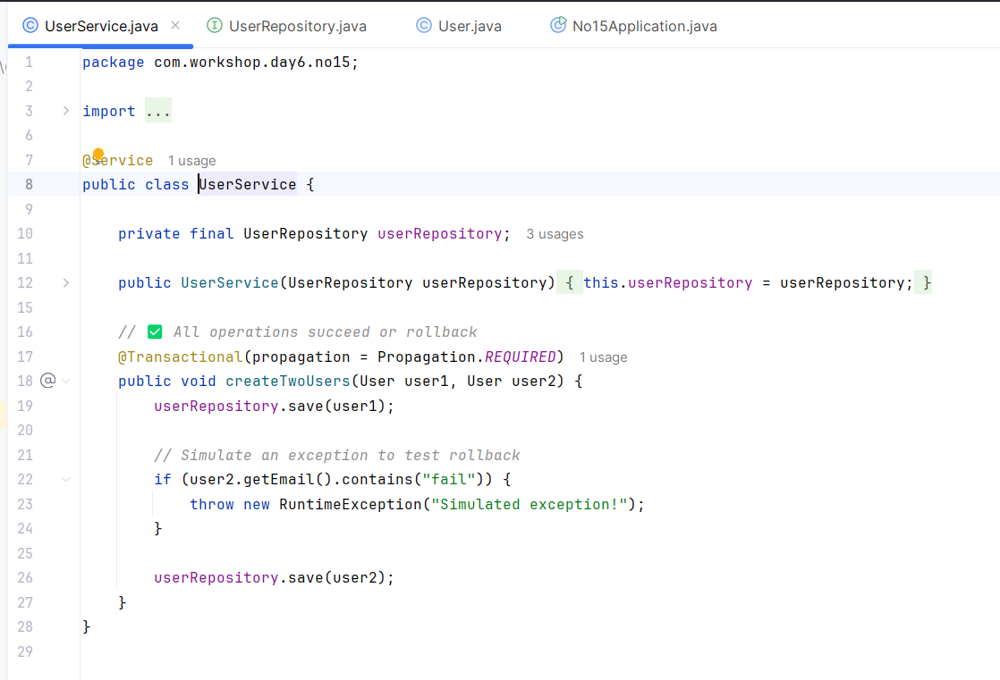 UserService.java × UserRepository.java User.java No15Application.java
1 package com.workshop.day6.no15;
2
3 import ...
6
7 @Service 1 usage
8 public class UserService {
9
10 private final UserRepository userRepository; 3 usages
11
12 public UserService(UserRepository userRepository) { this.userRepository = userRepository; }
15
16 // ✅ All operations succeed or rollback
17 @Transactional(propagation = Propagation.REQUIRED) 1 usage
18 public void createTwoUsers(User user1, User user2) {
19 userRepository.save(user1);
20
21 // Simulate an exception to test rollback
22 if (user2.getEmail().contains("fail")) {
23 throw new RuntimeException("Simulated exception!");
24 }
25
26 userRepository.save(user2);
27 }
28 }
29